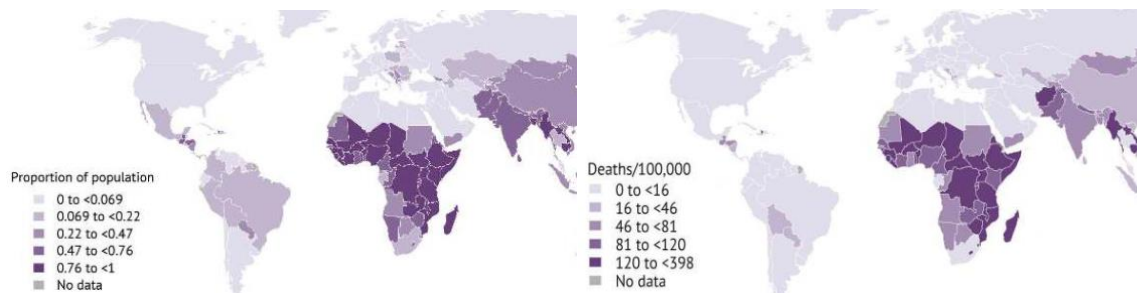 Proportion of population
0 to <0.069
0.069 to <0.22
0.22 to <0.47
0.47 to <0.76
0.76 to <1
No data
Deaths/100,000
0 to <16
16 to <46
46 to <81
81 to <120
120 to <398
No data